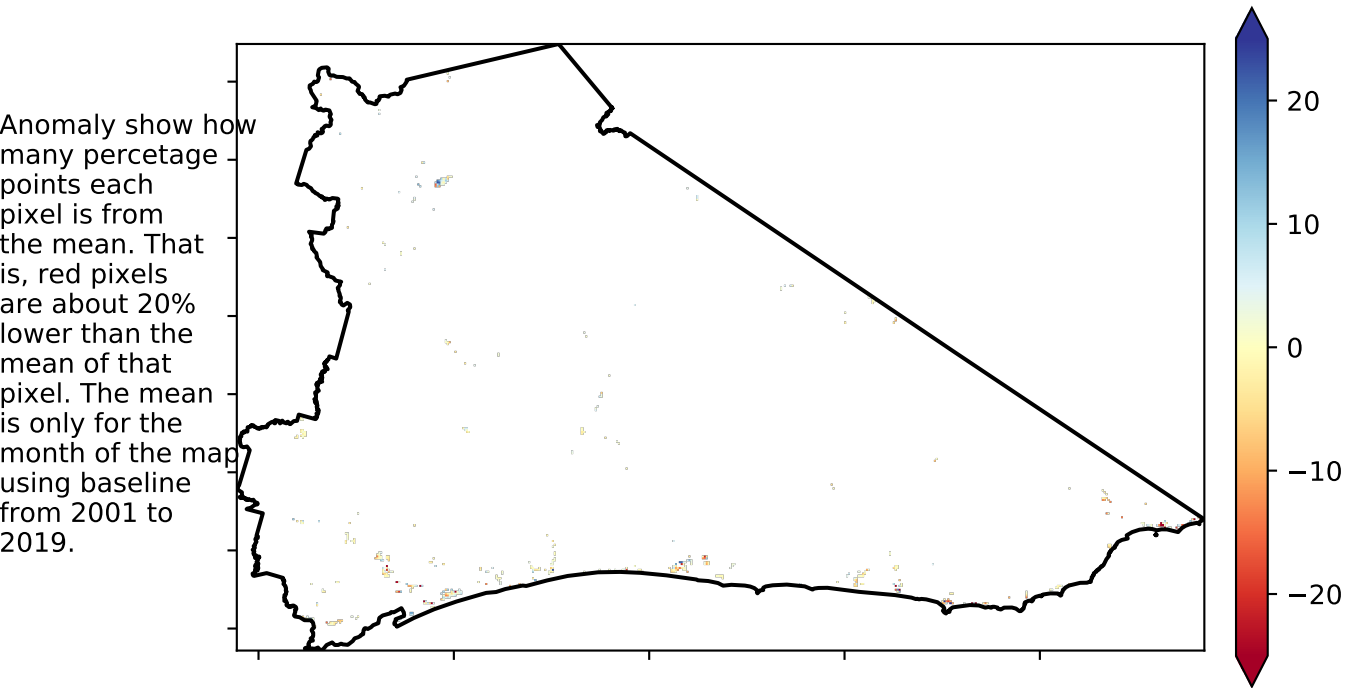 Anomaly show how
many percetage
points each
pixel is from
the mean. That
is, red pixels
are about 20%
lower than the
mean of that
pixel. The mean
is only for the
month of the map
using baseline
from 2001 to
2019.
20
10
0
−10
−20